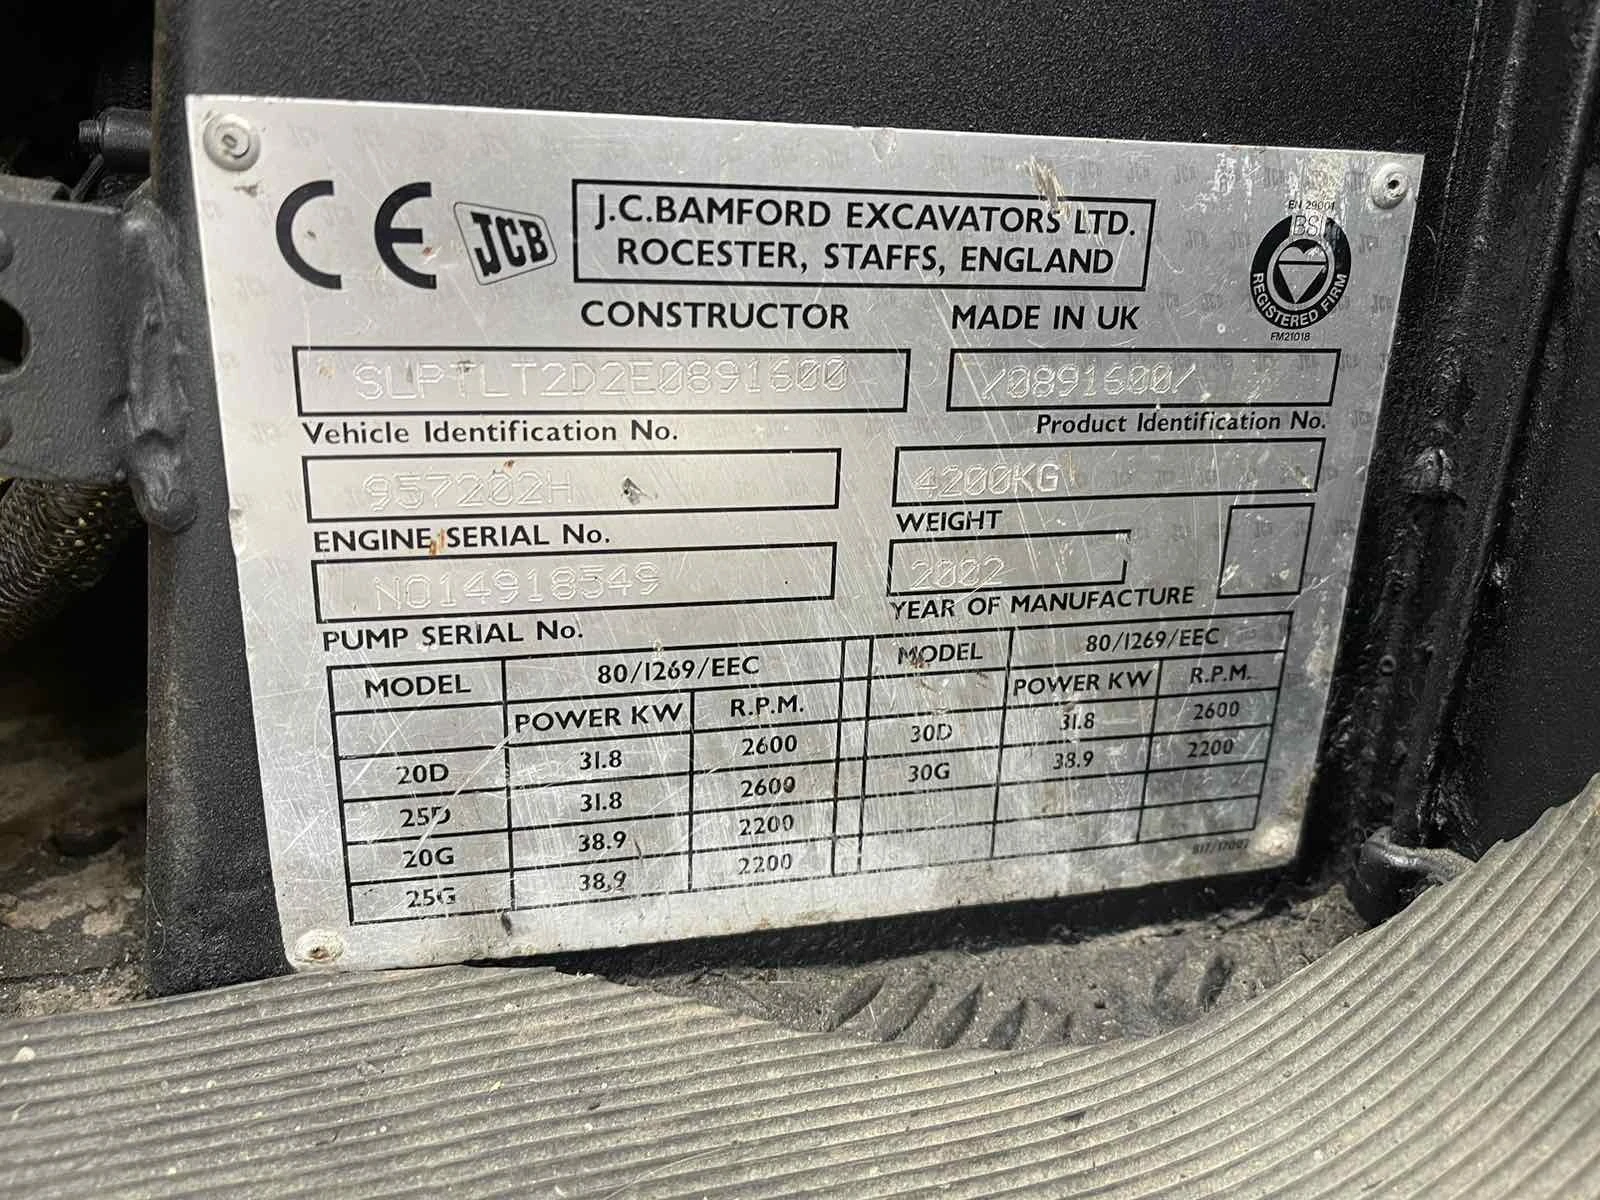 CE JCB J.C.BAMFORD EXCAVATORS LTD.
ROCESTER, STAFFS, ENGLAND
CONSTRUCTOR MADE IN UK
EN 29001
BSI
REGISTERED FIRM
FM21018
SLPTLT2D2E0891600 /0891600/
Vehicle Identification No. Product Identification No.
957202H 4200KG
ENGINE SERIAL No. WEIGHT
N014918549 2002
PUMP SERIAL No. YEAR OF MANUFACTURE
MODEL 80/1269/EEC MODEL 80/1269/EEC
POWER KW R.P.M. POWER KW R.P.M.
20D 31.8 2600 30D 31.8 2600
25D 31.8 2600 30G 38.9 2200
20G 38.9 2200
25G 38.9 2200